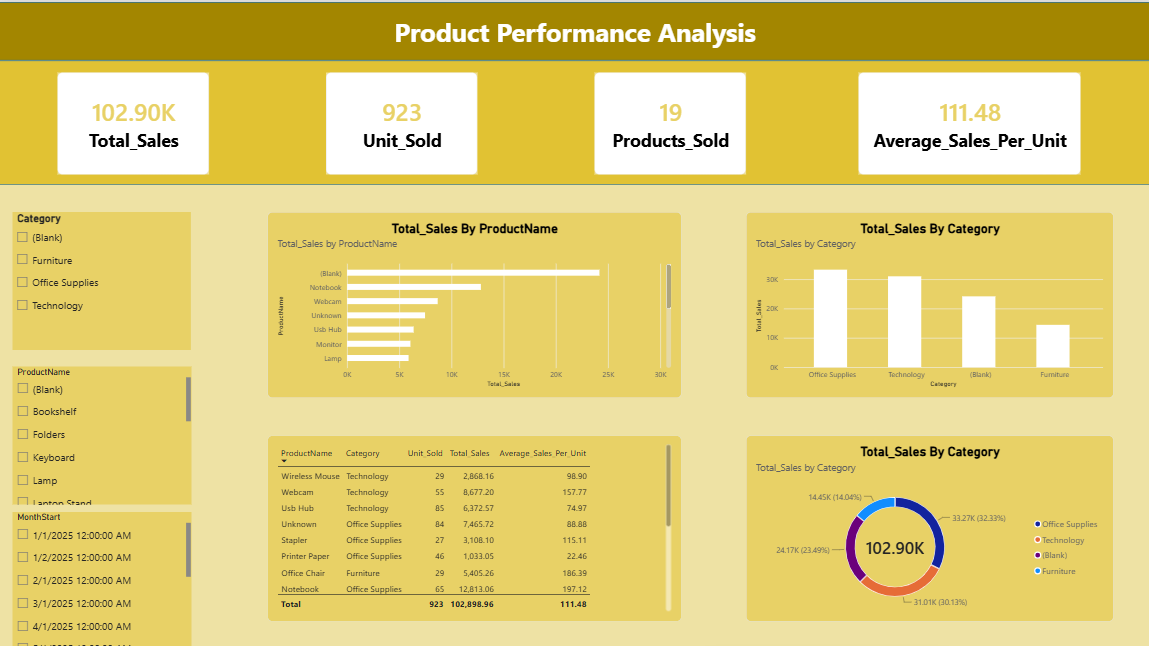 Product Performance Analysis
102.90K
Total_Sales
923
Unit_Sold
19
Products_Sold
111.48
Average_Sales_Per_Unit
Category
(Blank)
Furniture
Office Supplies
Technology
ProductName
(Blank)
Bookshelf
Folders
Keyboard
Lamp
Laptop Stand
MonthStart
1/1/2025 12:00:00 AM
1/2/2025 12:00:00 AM
2/1/2025 12:00:00 AM
3/1/2025 12:00:00 AM
4/1/2025 12:00:00 AM
Total_Sales By ProductName
Total_Sales by ProductName
ProductName
(Blank)
Notebook
Webcam
Unknown
Usb Hub
Monitor
Lamp
0K 5K 10K 15K 20K 25K 30K
Total_Sales
Total_Sales By Category
Total_Sales by Category
Total_Sales
30K
20K
10K
0K
Office Supplies Technology (Blank) Furniture
Category
ProductName Category Unit_Sold Total_Sales Average_Sales_Per_Unit
Wireless Mouse Technology 29 2,868.16 98.90
Webcam Technology 55 8,677.20 157.77
Usb Hub Technology 85 6,372.57 74.97
Unknown Office Supplies 84 7,465.72 88.88
Stapler Office Supplies 27 3,108.10 115.11
Printer Paper Office Supplies 46 1,033.05 22.46
Office Chair Furniture 29 5,405.26 186.39
Notebook Office Supplies 65 12,813.06 197.12
Total 923 102,898.96 111.48
Total_Sales By Category
Total_Sales by Category
14.45K (14.04%)
33.27K (32.33%)
24.17K (23.49%)
102.90K
31.01K (30.13%)
Office Supplies
Technology
(Blank)
Furniture